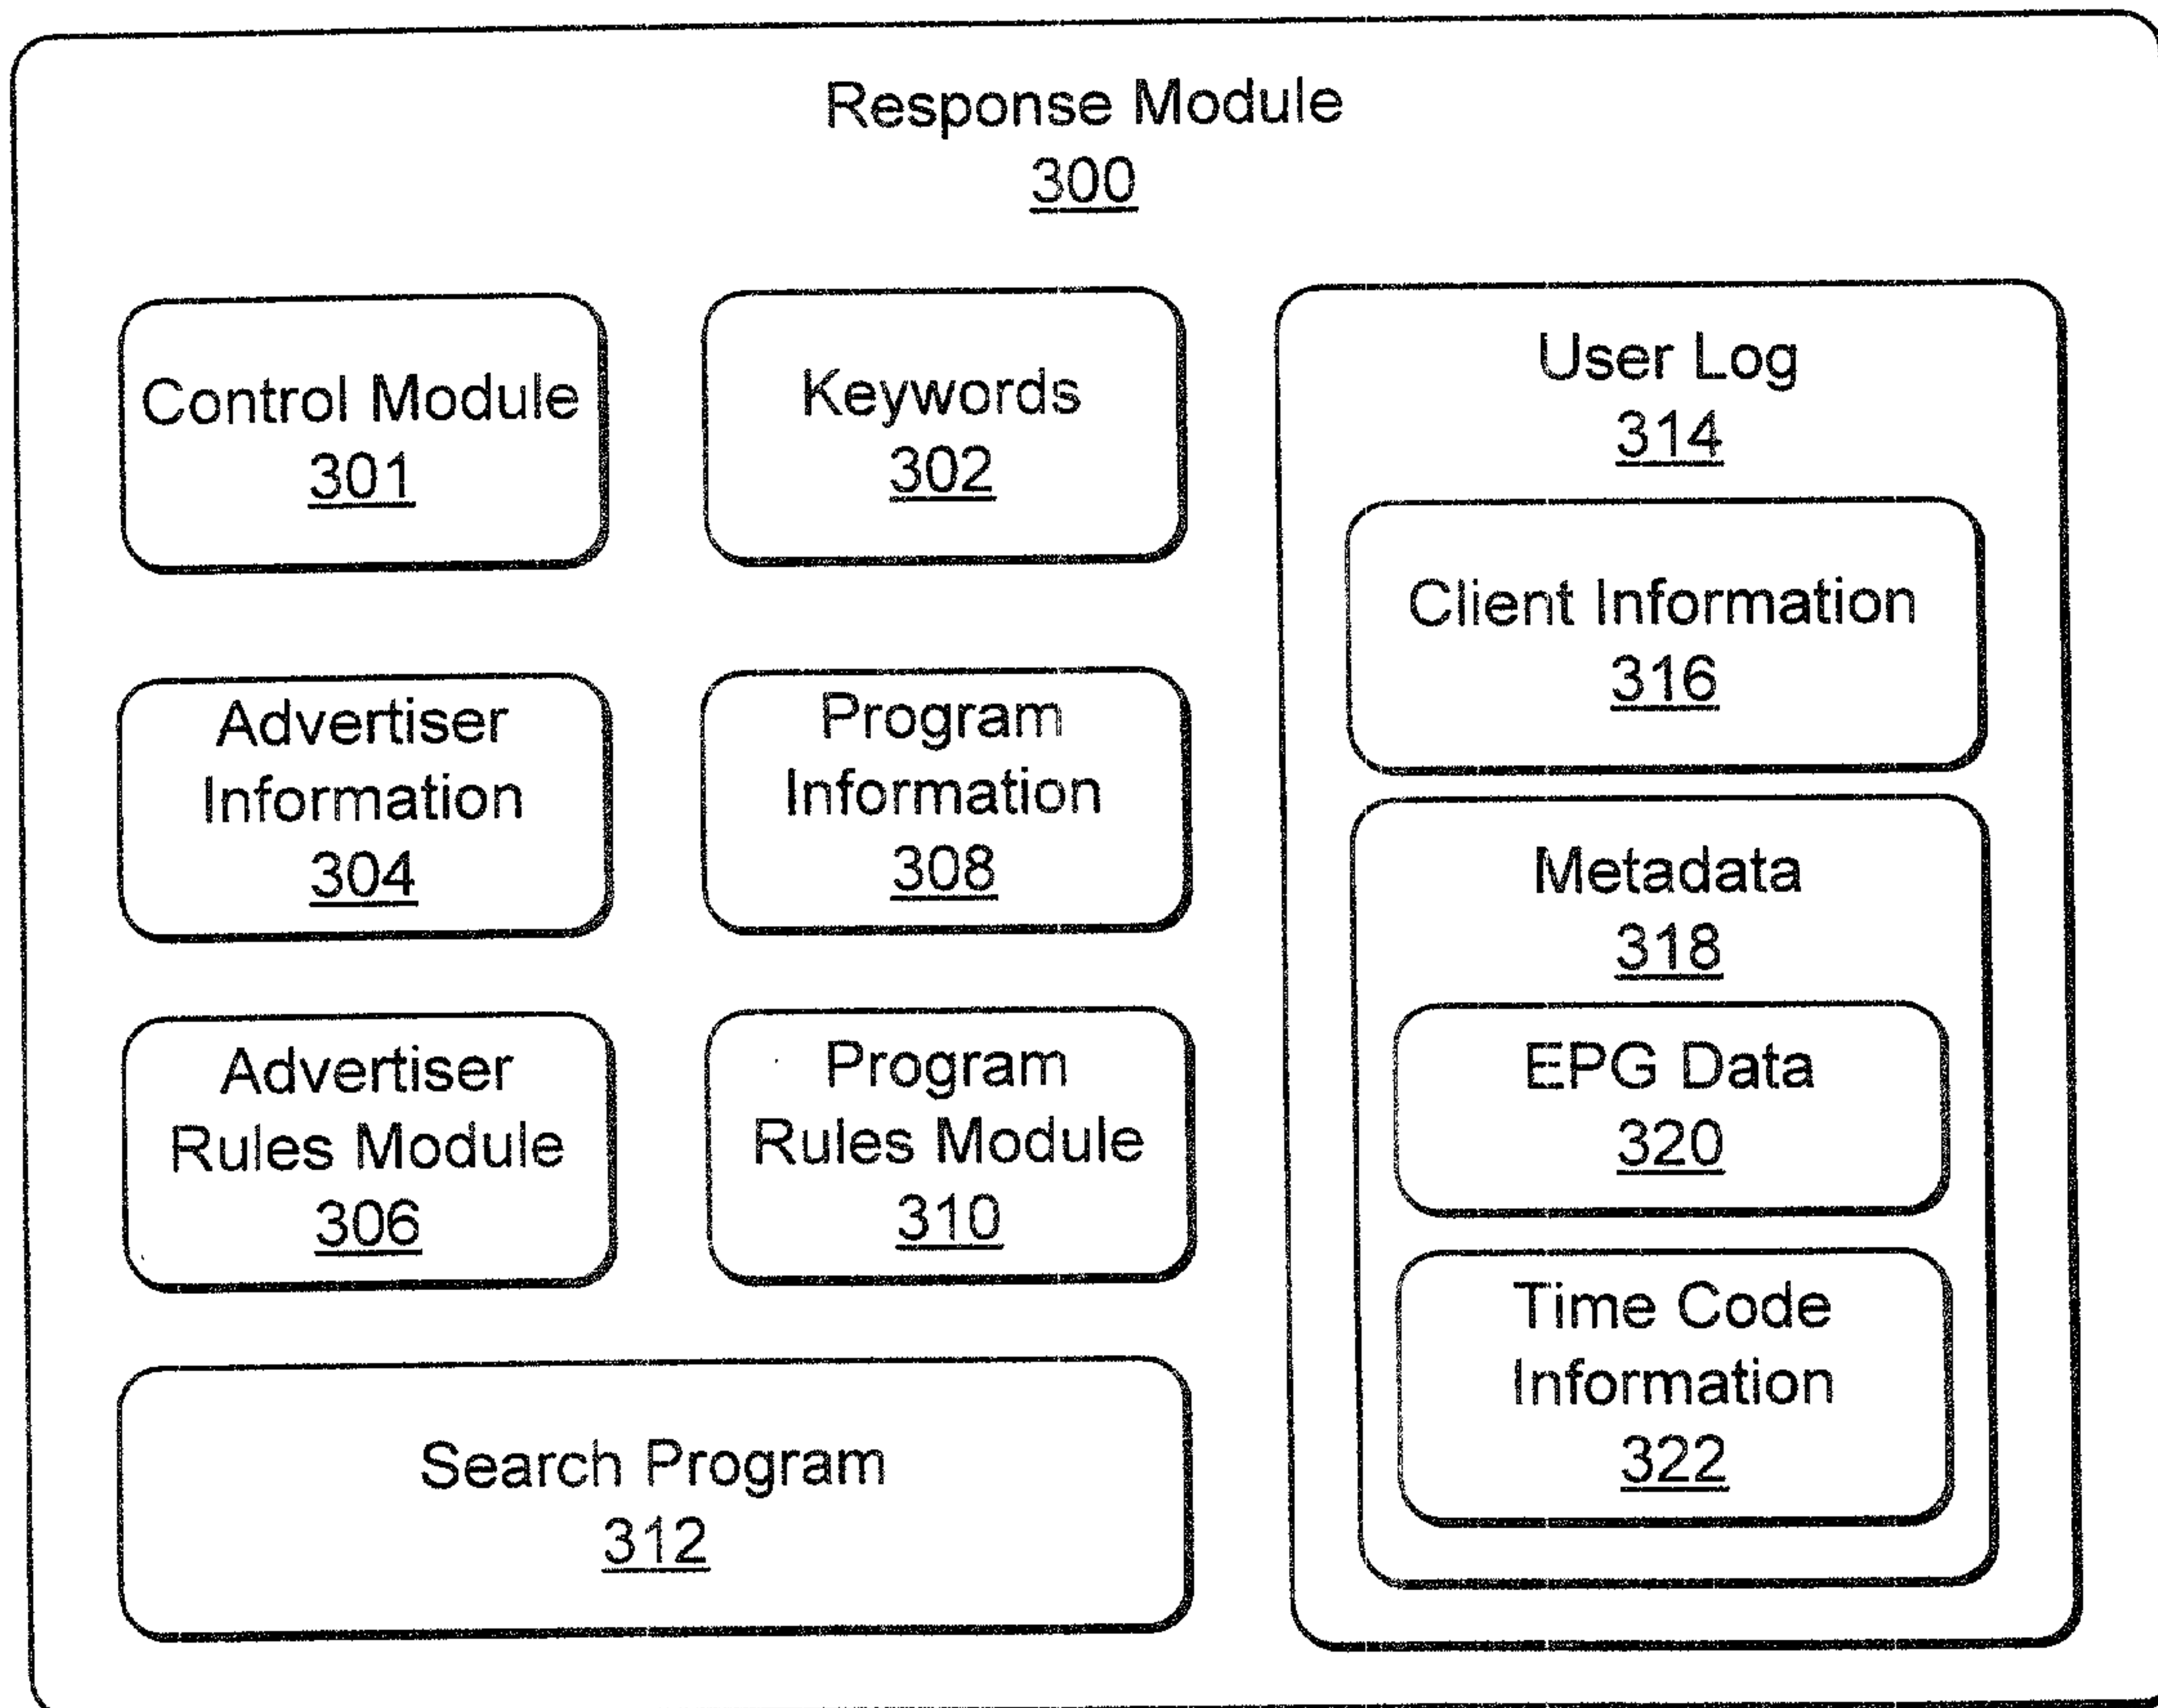 Response Module
300
Control Module
301
Keywords
302
Advertiser
Information
304
Program
Information
308
Advertiser
Rules Module
306
Program
Rules Module
310
Search Program
312
User Log
314
Client Information
316
Metadata
318
EPG Data
320
Time Code
Information
322